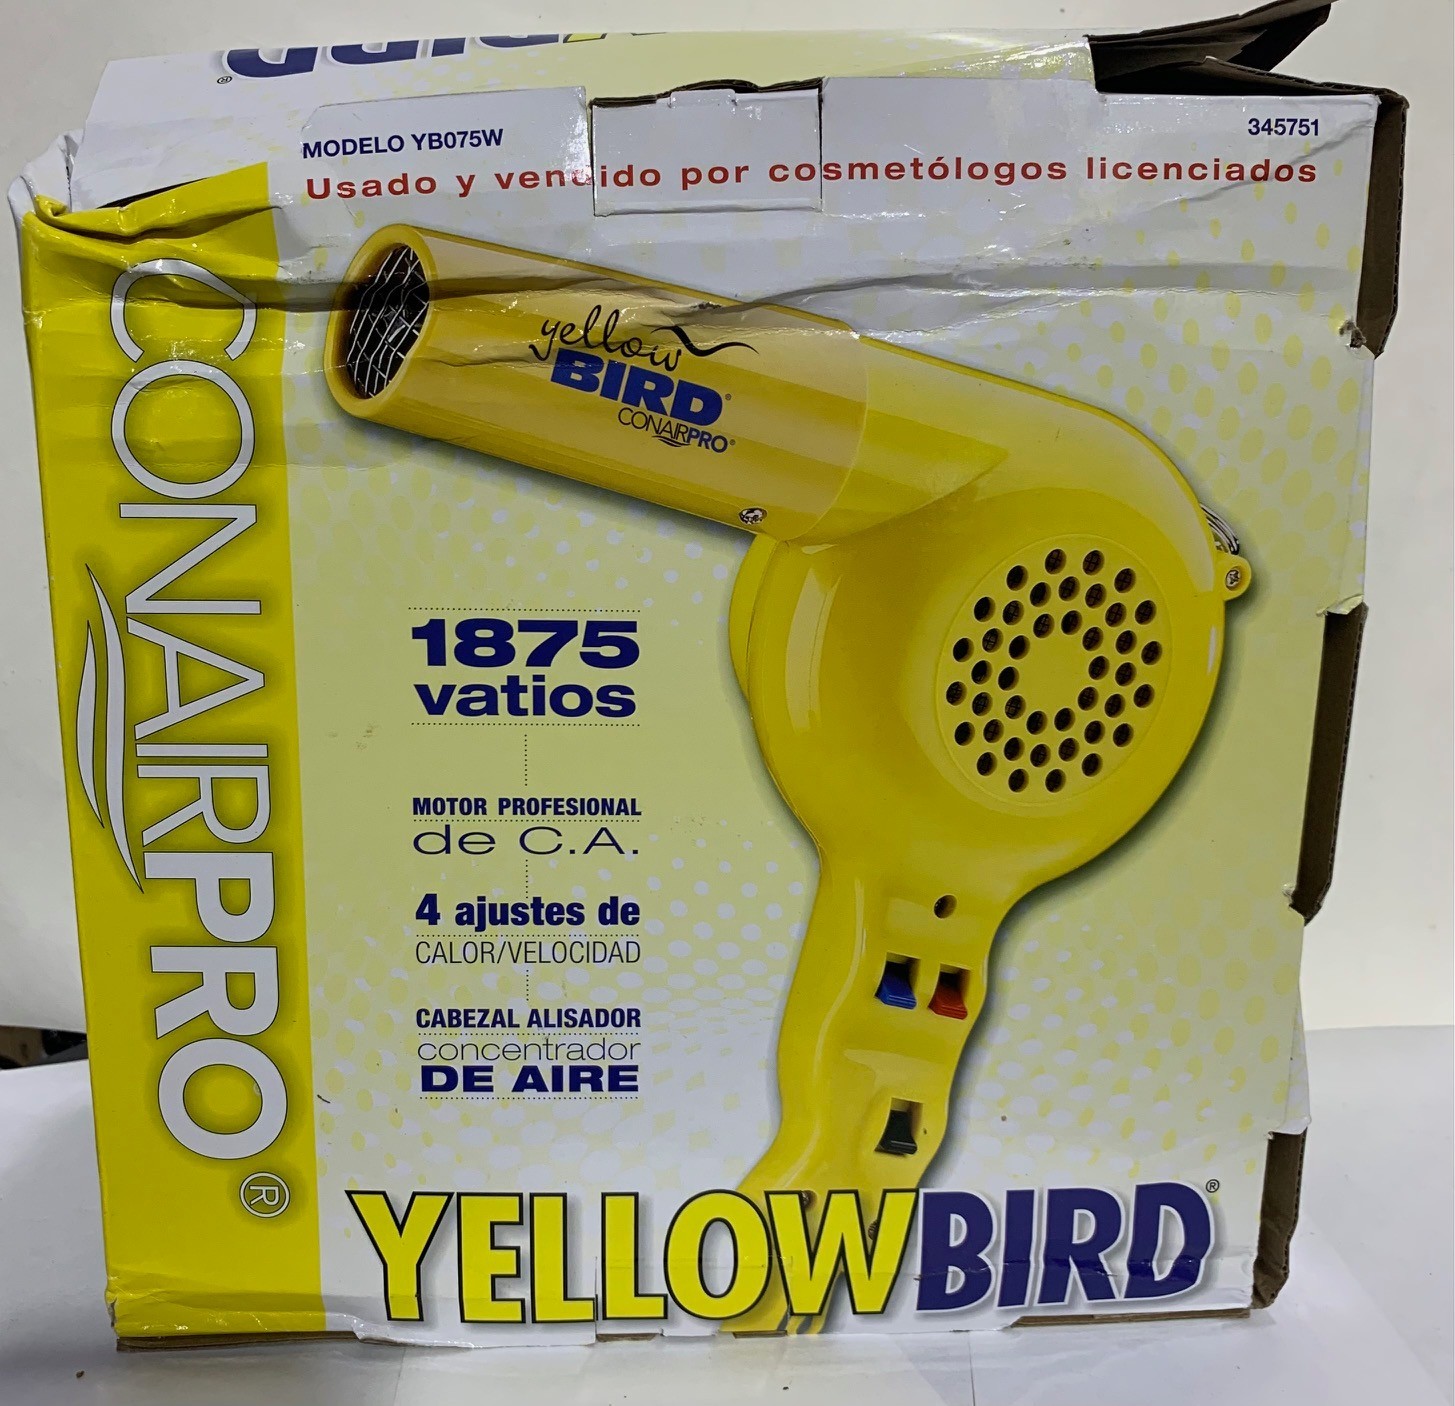 BIRD®
MODELO YB075W
345751
Usado y vendido por cosmetólogos licenciados
CONAIRPRO®
yellow
BIRD®
CONAIRPRO®
1875
vatios
MOTOR PROFESIONAL
de C.A.
4 ajustes de
CALOR/VELOCIDAD
CABEZAL ALISADOR
concentrador
DE AIRE
YELLOWBIRD®